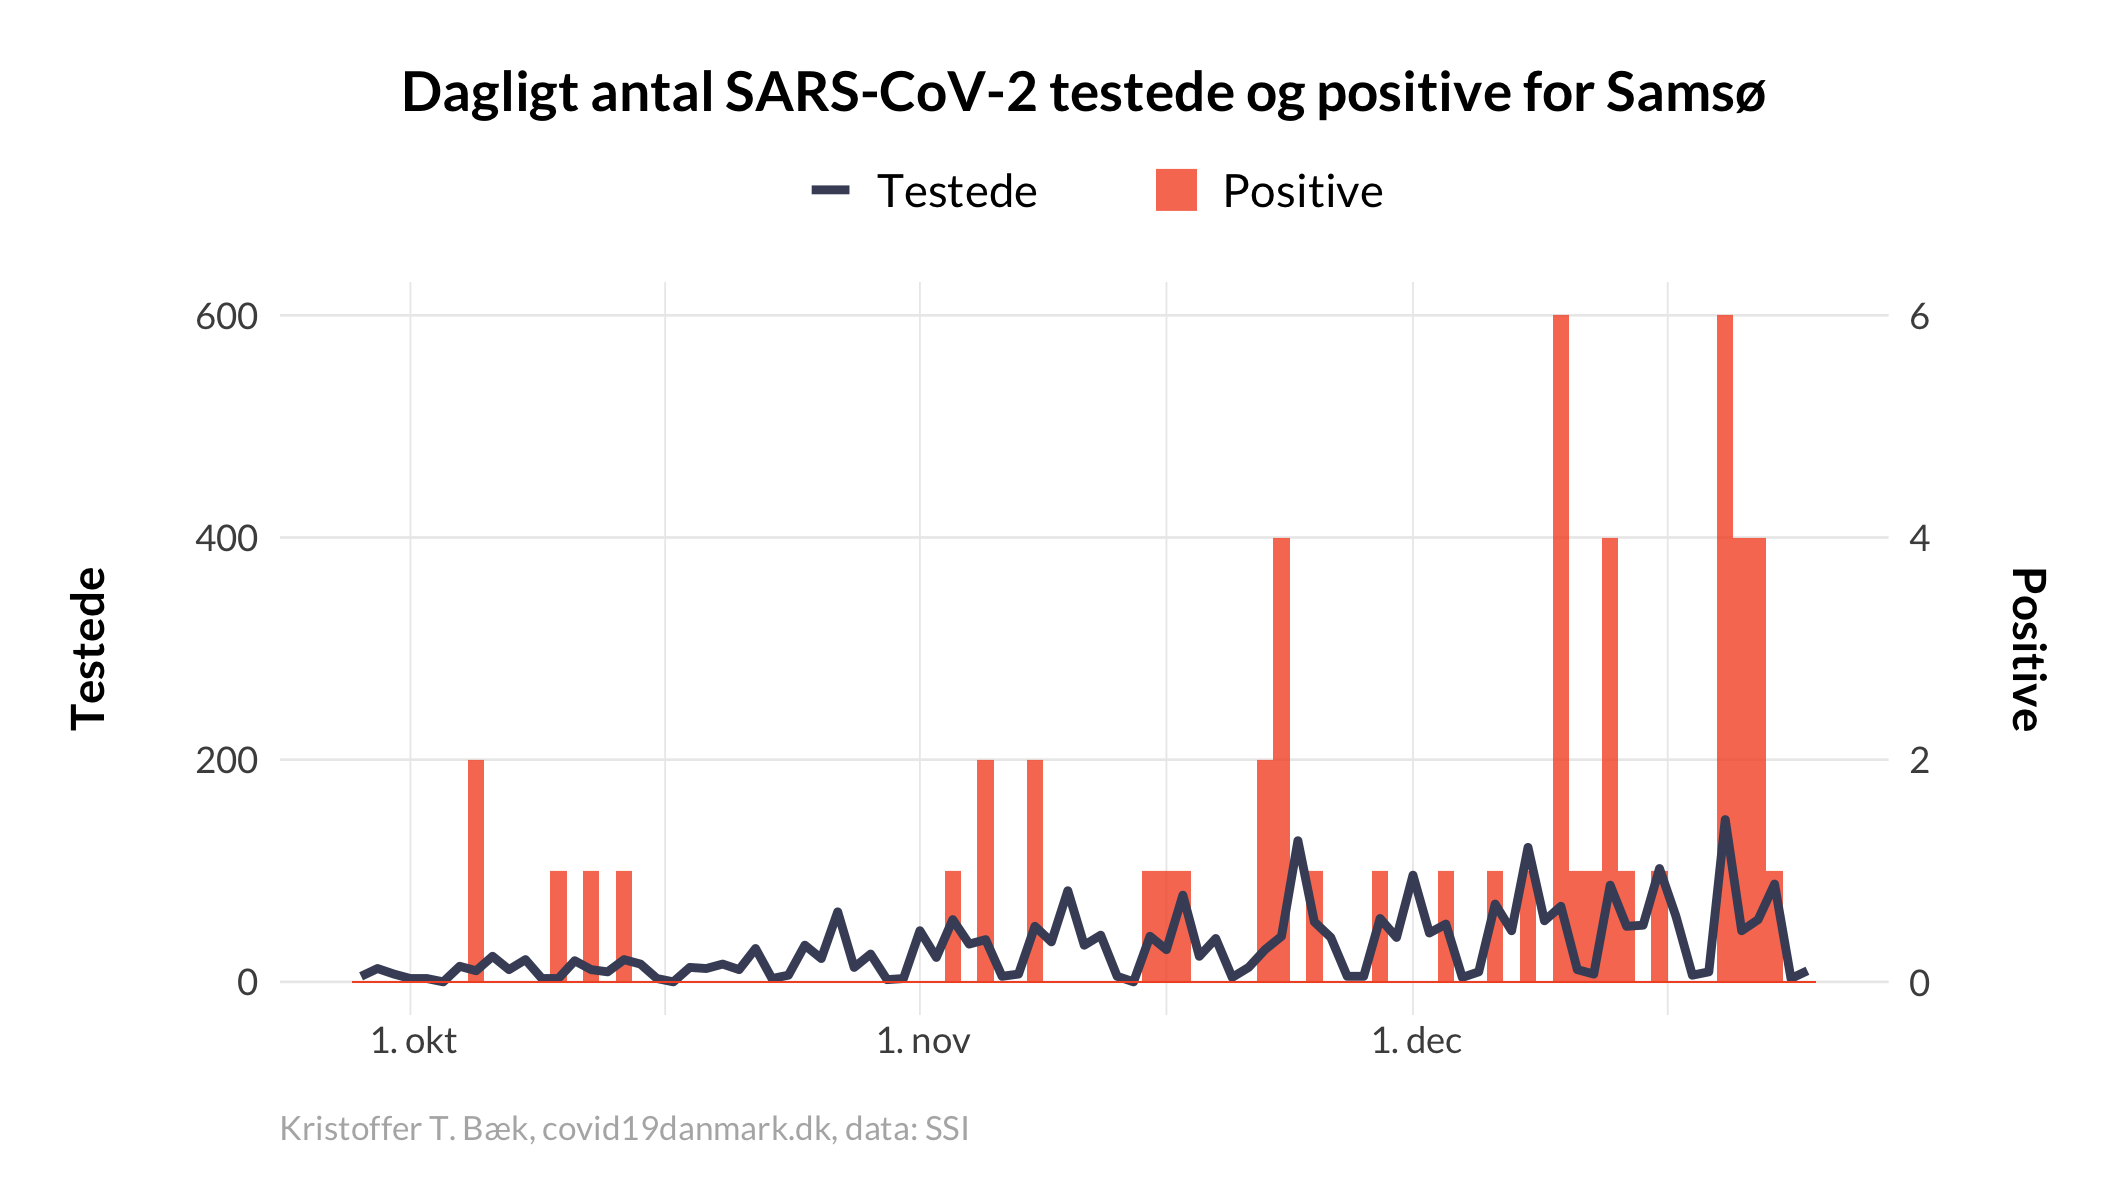 Dagligt antal SARS-CoV-2 testede og positive for Samsø
Testede
Positive
600
400
200
0
6
4
2
0
Testede
Positive
1. okt
1. nov
1. dec
Kristoffer T. Bæk, covid19danmark.dk, data: SSI